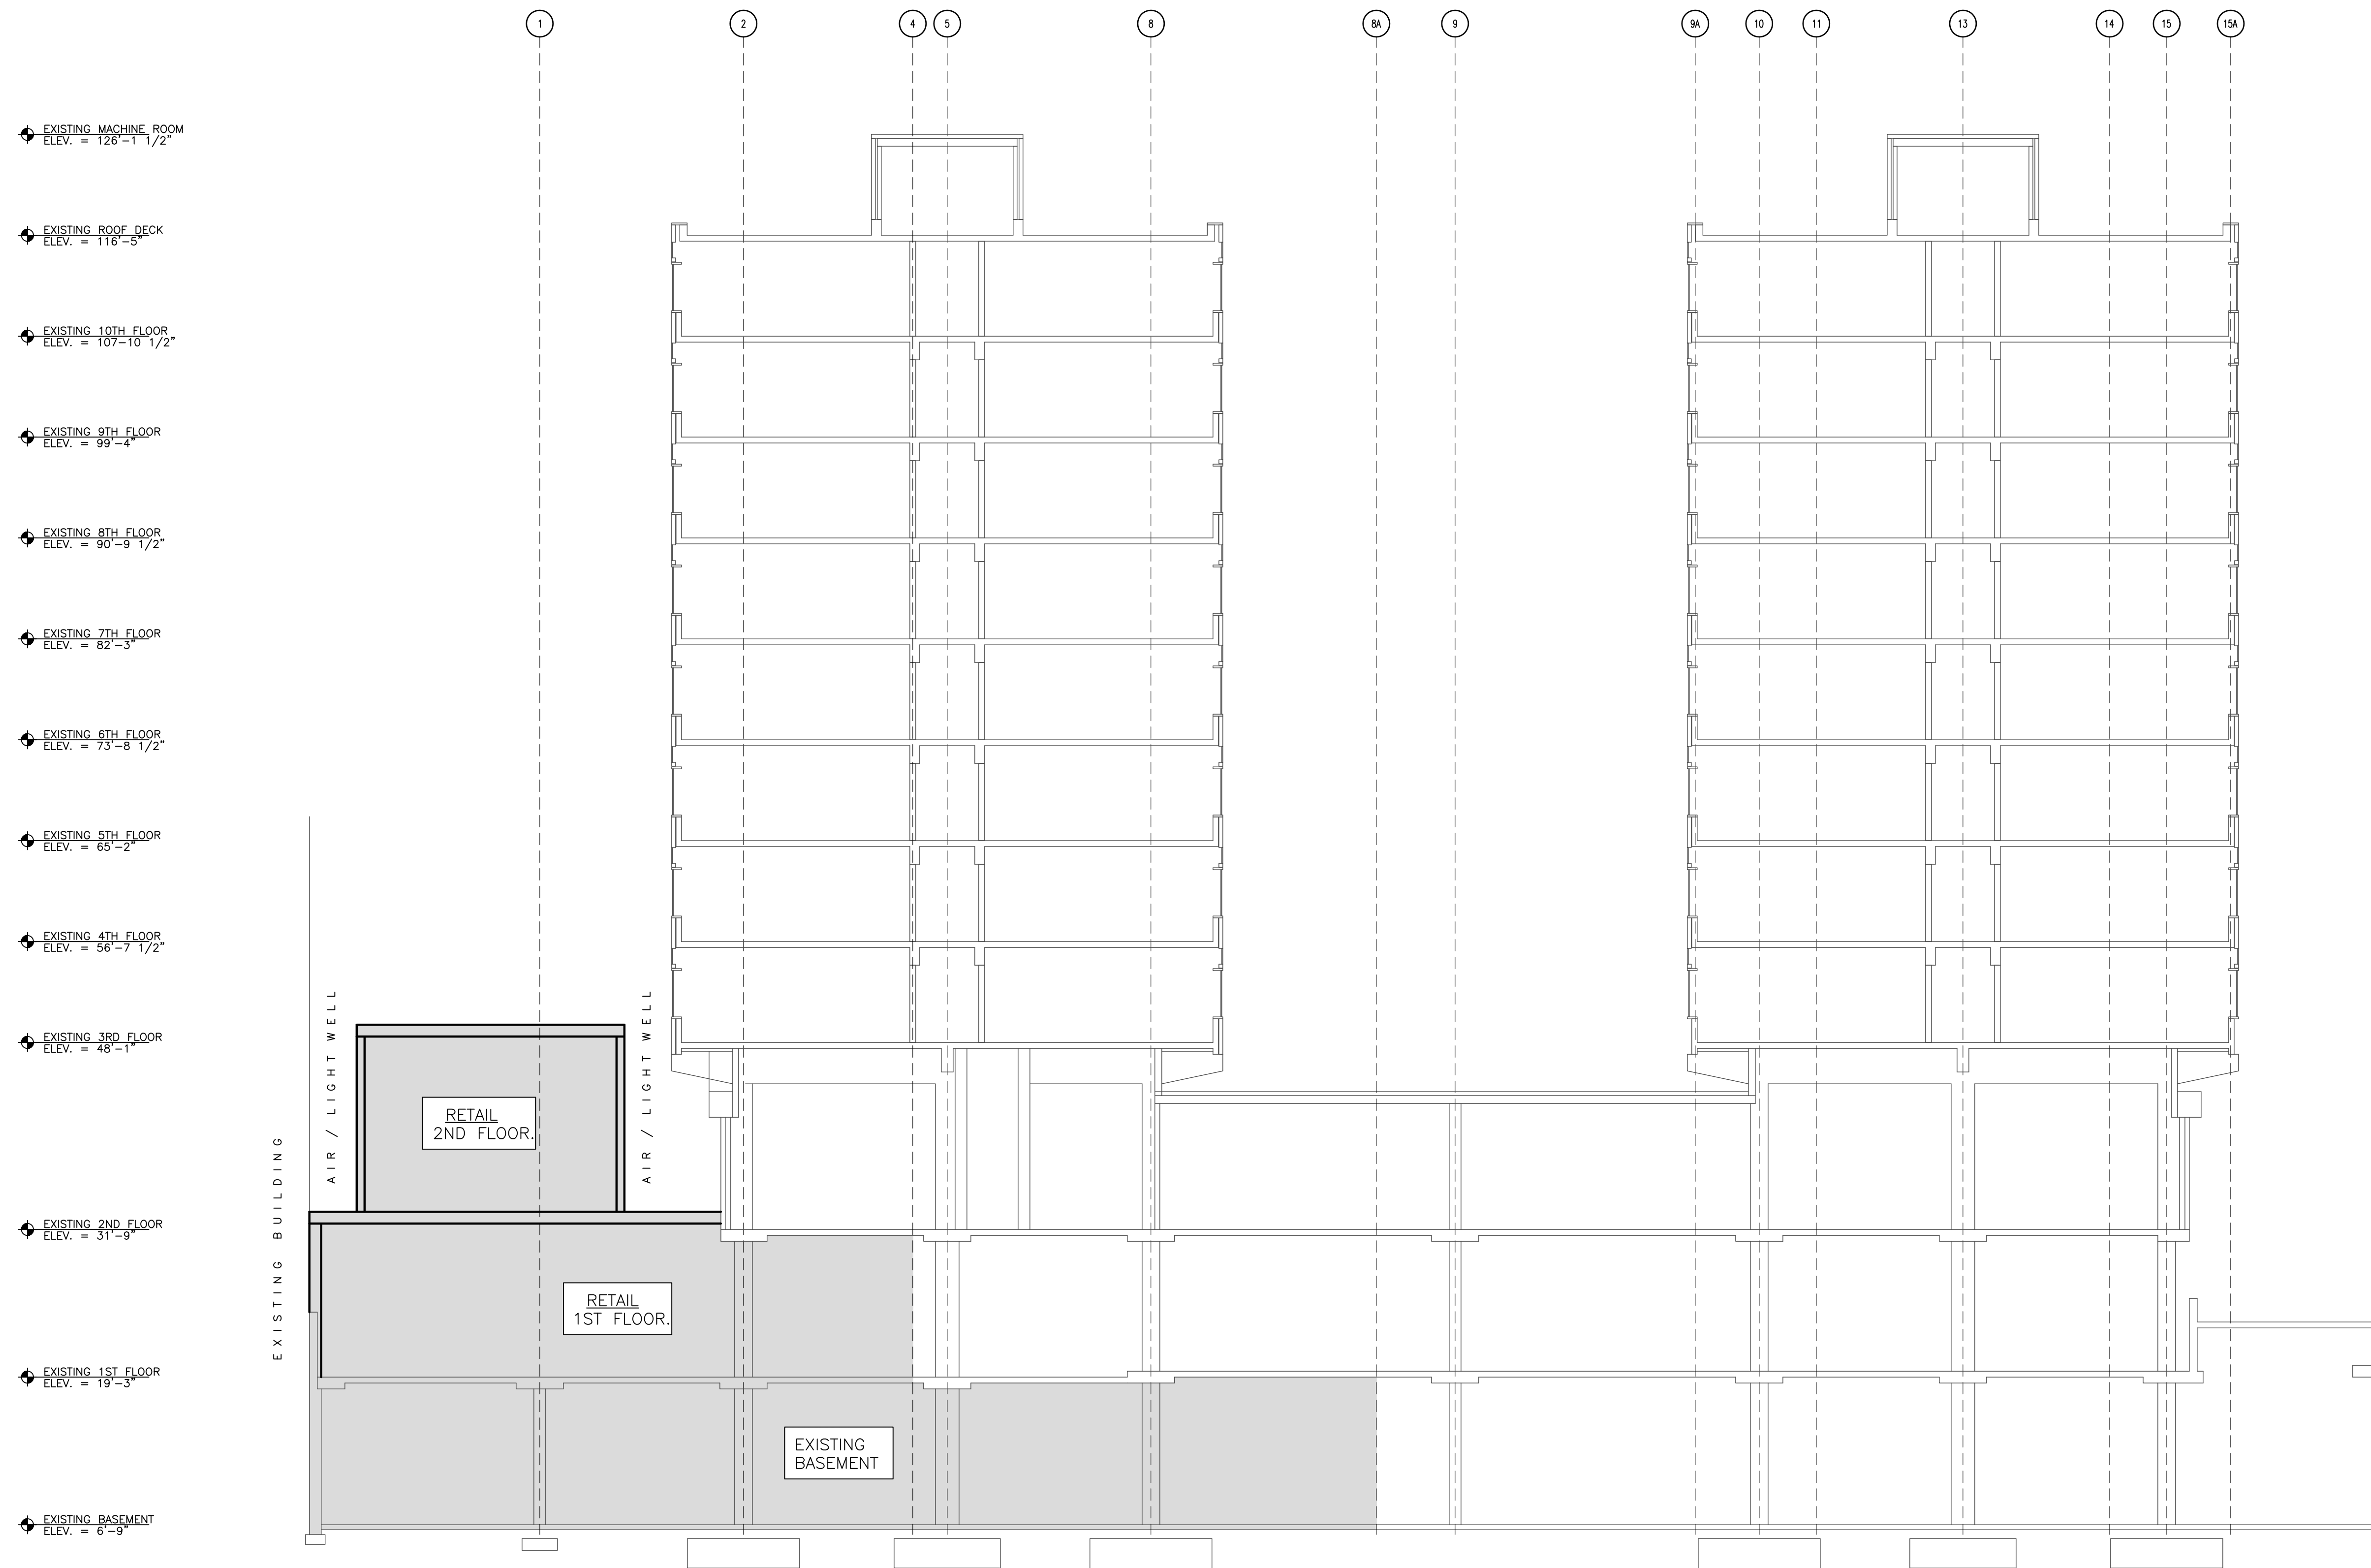 1 2 4 5 8 8A 9 9A 10 11 13 14 15 15A
EXISTING MACHINE ROOM
ELEV. = 126'-1 1/2"
EXISTING ROOF DECK
ELEV. = 116'-5"
EXISTING 10TH FLOOR
ELEV. = 107-10 1/2"
EXISTING 9TH FLOOR
ELEV. = 99'-4"
EXISTING 8TH FLOOR
ELEV. = 90'-9 1/2"
EXISTING 7TH FLOOR
ELEV. = 82'-3"
EXISTING 6TH FLOOR
ELEV. = 73'-8 1/2"
EXISTING 5TH FLOOR
ELEV. = 65'-2"
EXISTING 4TH FLOOR
ELEV. = 56'-7 1/2"
EXISTING 3RD FLOOR
ELEV. = 48'-1"
EXISTING 2ND FLOOR
ELEV. = 31'-9"
EXISTING 1ST FLOOR
ELEV. = 19'-3"
EXISTING BASEMENT
ELEV. = 6'-9"
EXISTING BUILDING
AIR / LIGHT WELL
AIR / LIGHT WELL
RETAIL
2ND FLOOR.
RETAIL
1ST FLOOR.
EXISTING
BASEMENT